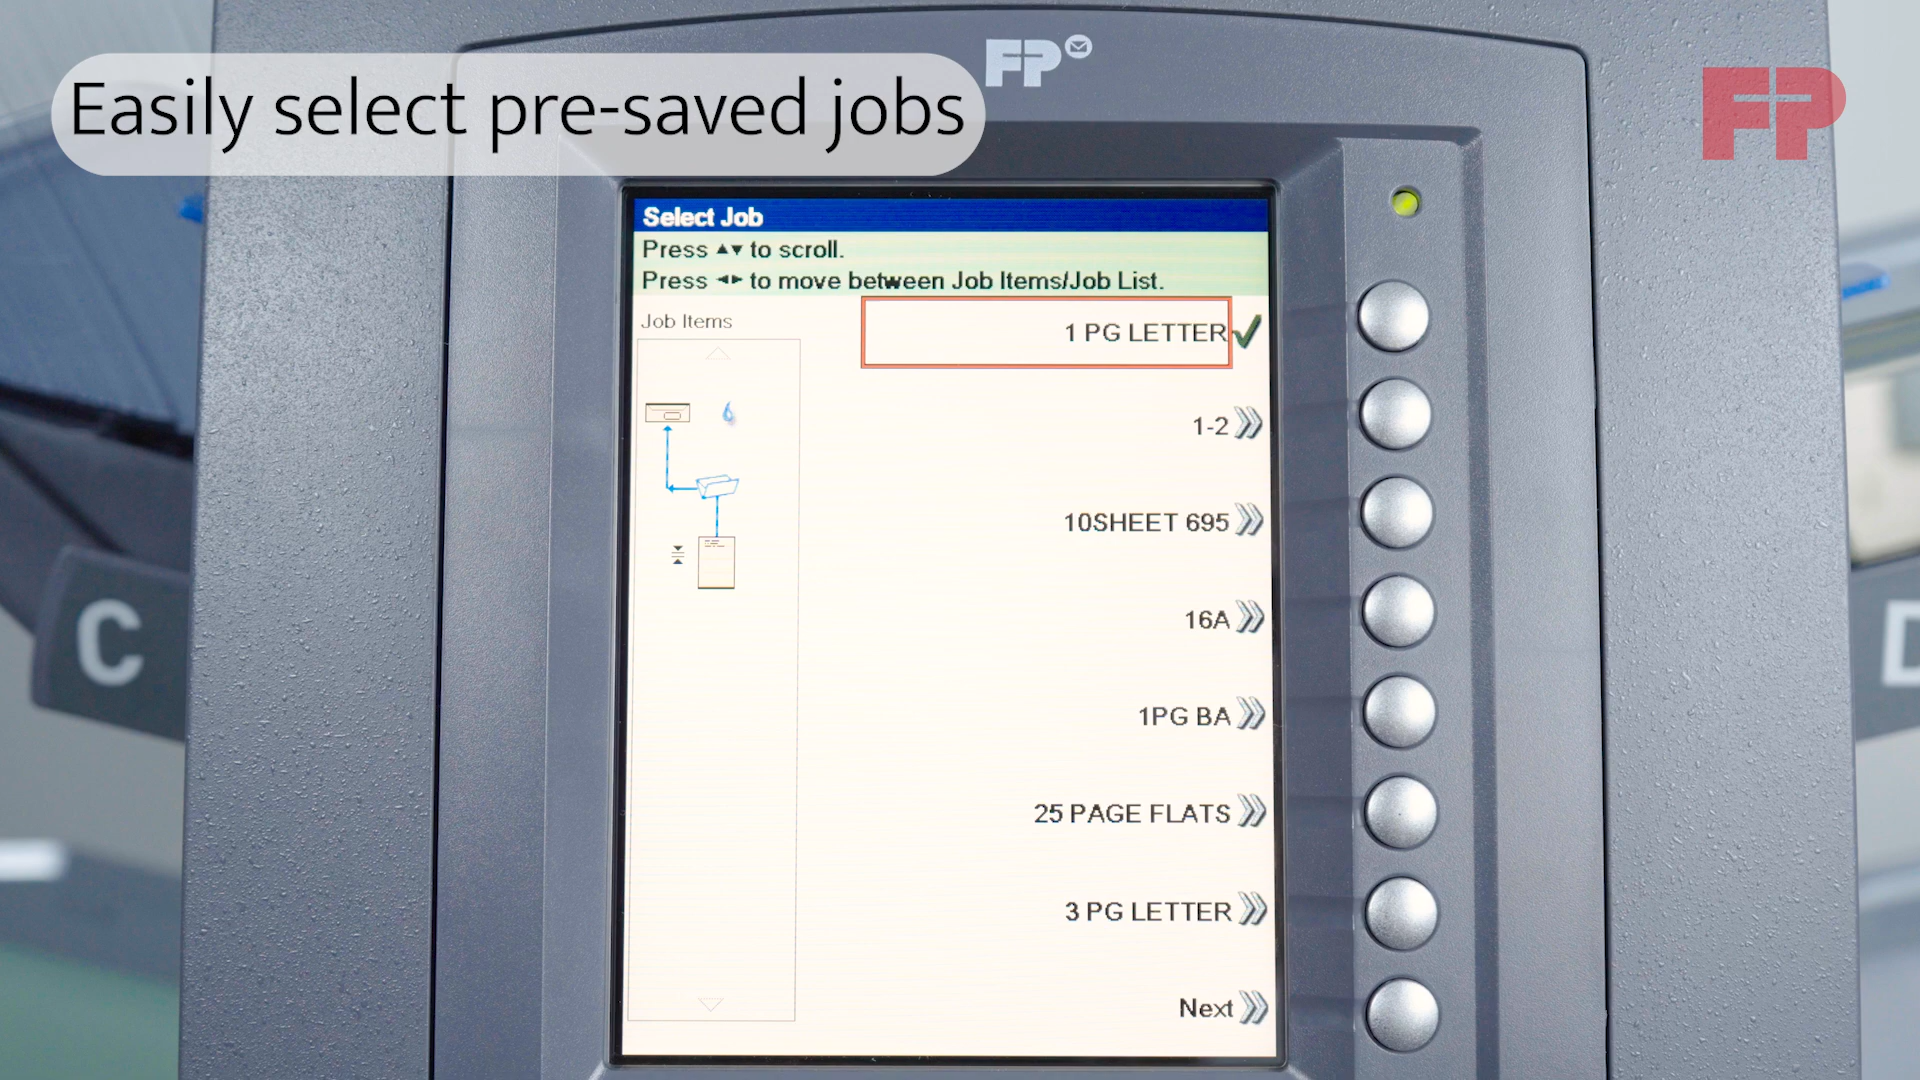 Easily select pre-saved jobs
FP
FP
Select Job
Press ▲▼ to scroll.
Press ◄► to move between Job Items/Job List.
Job Items
1 PG LETTER
1-2
10SHEET 695
16A
1PG BA
25 PAGE FLATS
3 PG LETTER
Next
C
D